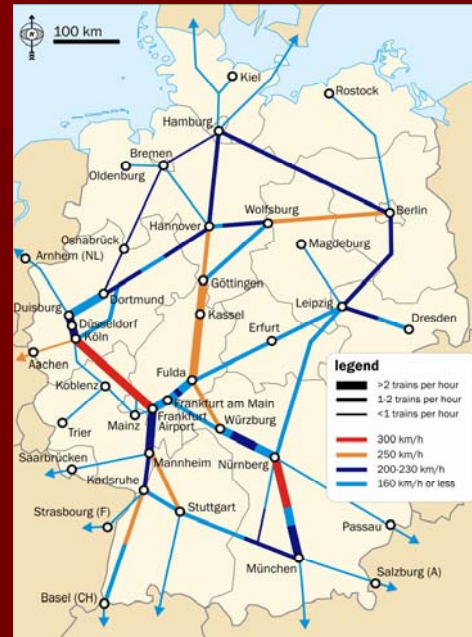 N
100 km
Kiel
Rostock
Hamburg
Bremen
Oldenburg
Hannover
Wolfsburg
Berlin
Osnabrück
Magdeburg
Arnhem (NL)
Göttingen
Duisburg
Dortmund
Leipzig
Düsseldorf
Kassel
Dresden
Köln
Erfurt
Aachen
Fulda
legend
Koblenz
Frankfurt am Main
>2 trains per hour
Frankfurt
Airport
Würzburg
1-2 trains per hour
Mainz
<1 trains per hour
Trier
300 km/h
Saarbrücken
Mannheim
Nürnberg
250 km/h
200-230 km/h
Karlsruhe
160 km/h or less
Stuttgart
Strasbourg (F)
Passau
München
Salzburg (A)
Basel (CH)